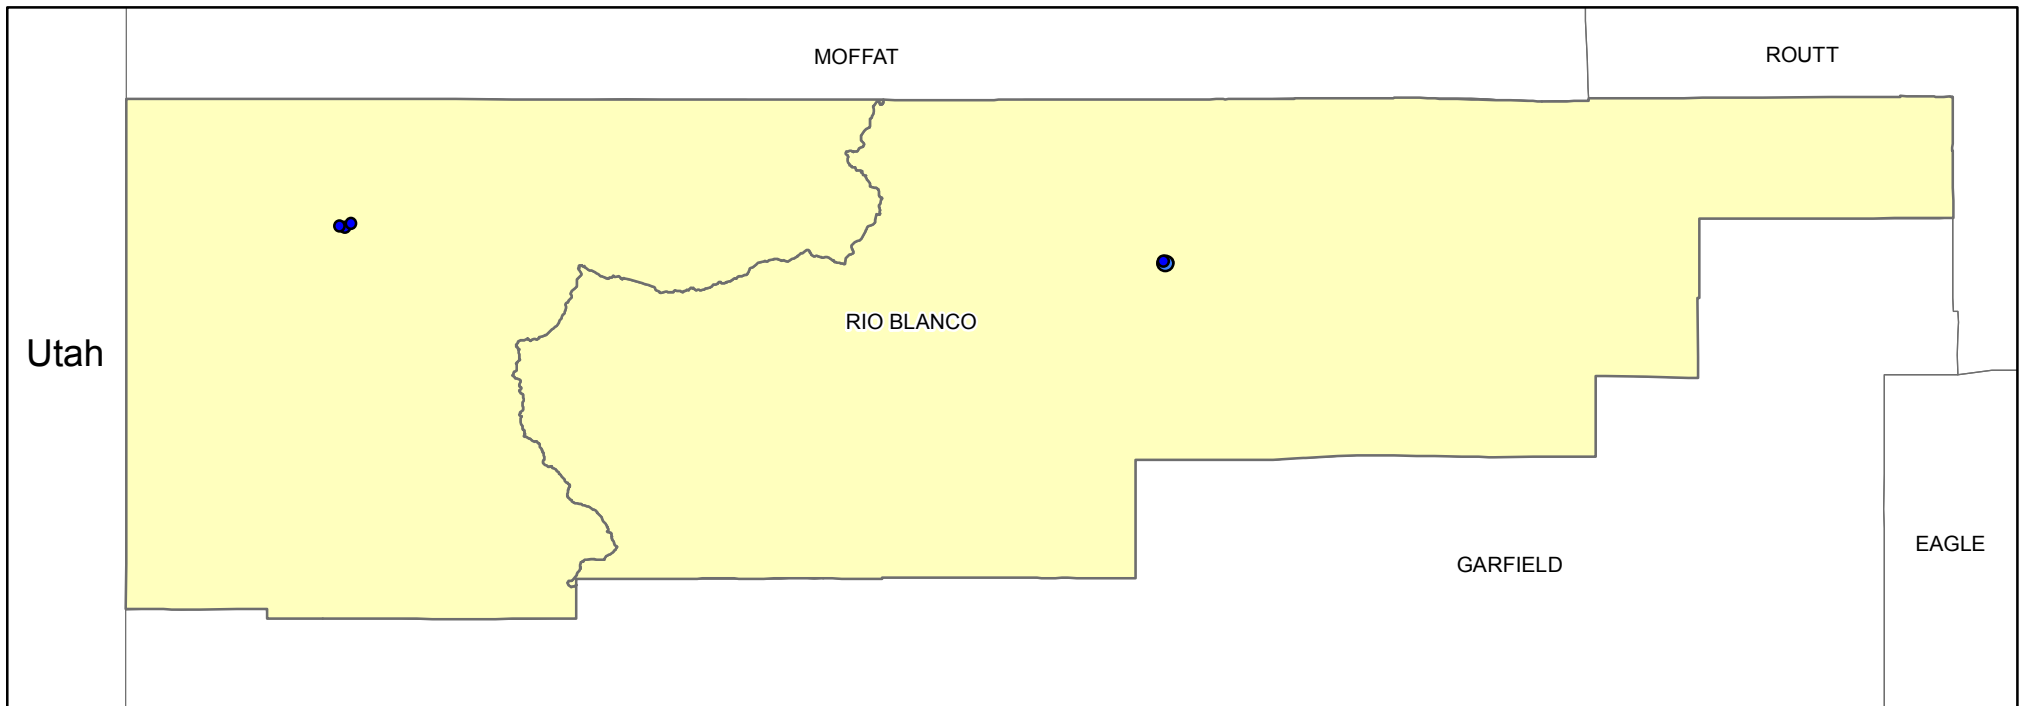 MOFFAT
ROUTT
RIO BLANCO
Utah
EAGLE
GARFIELD